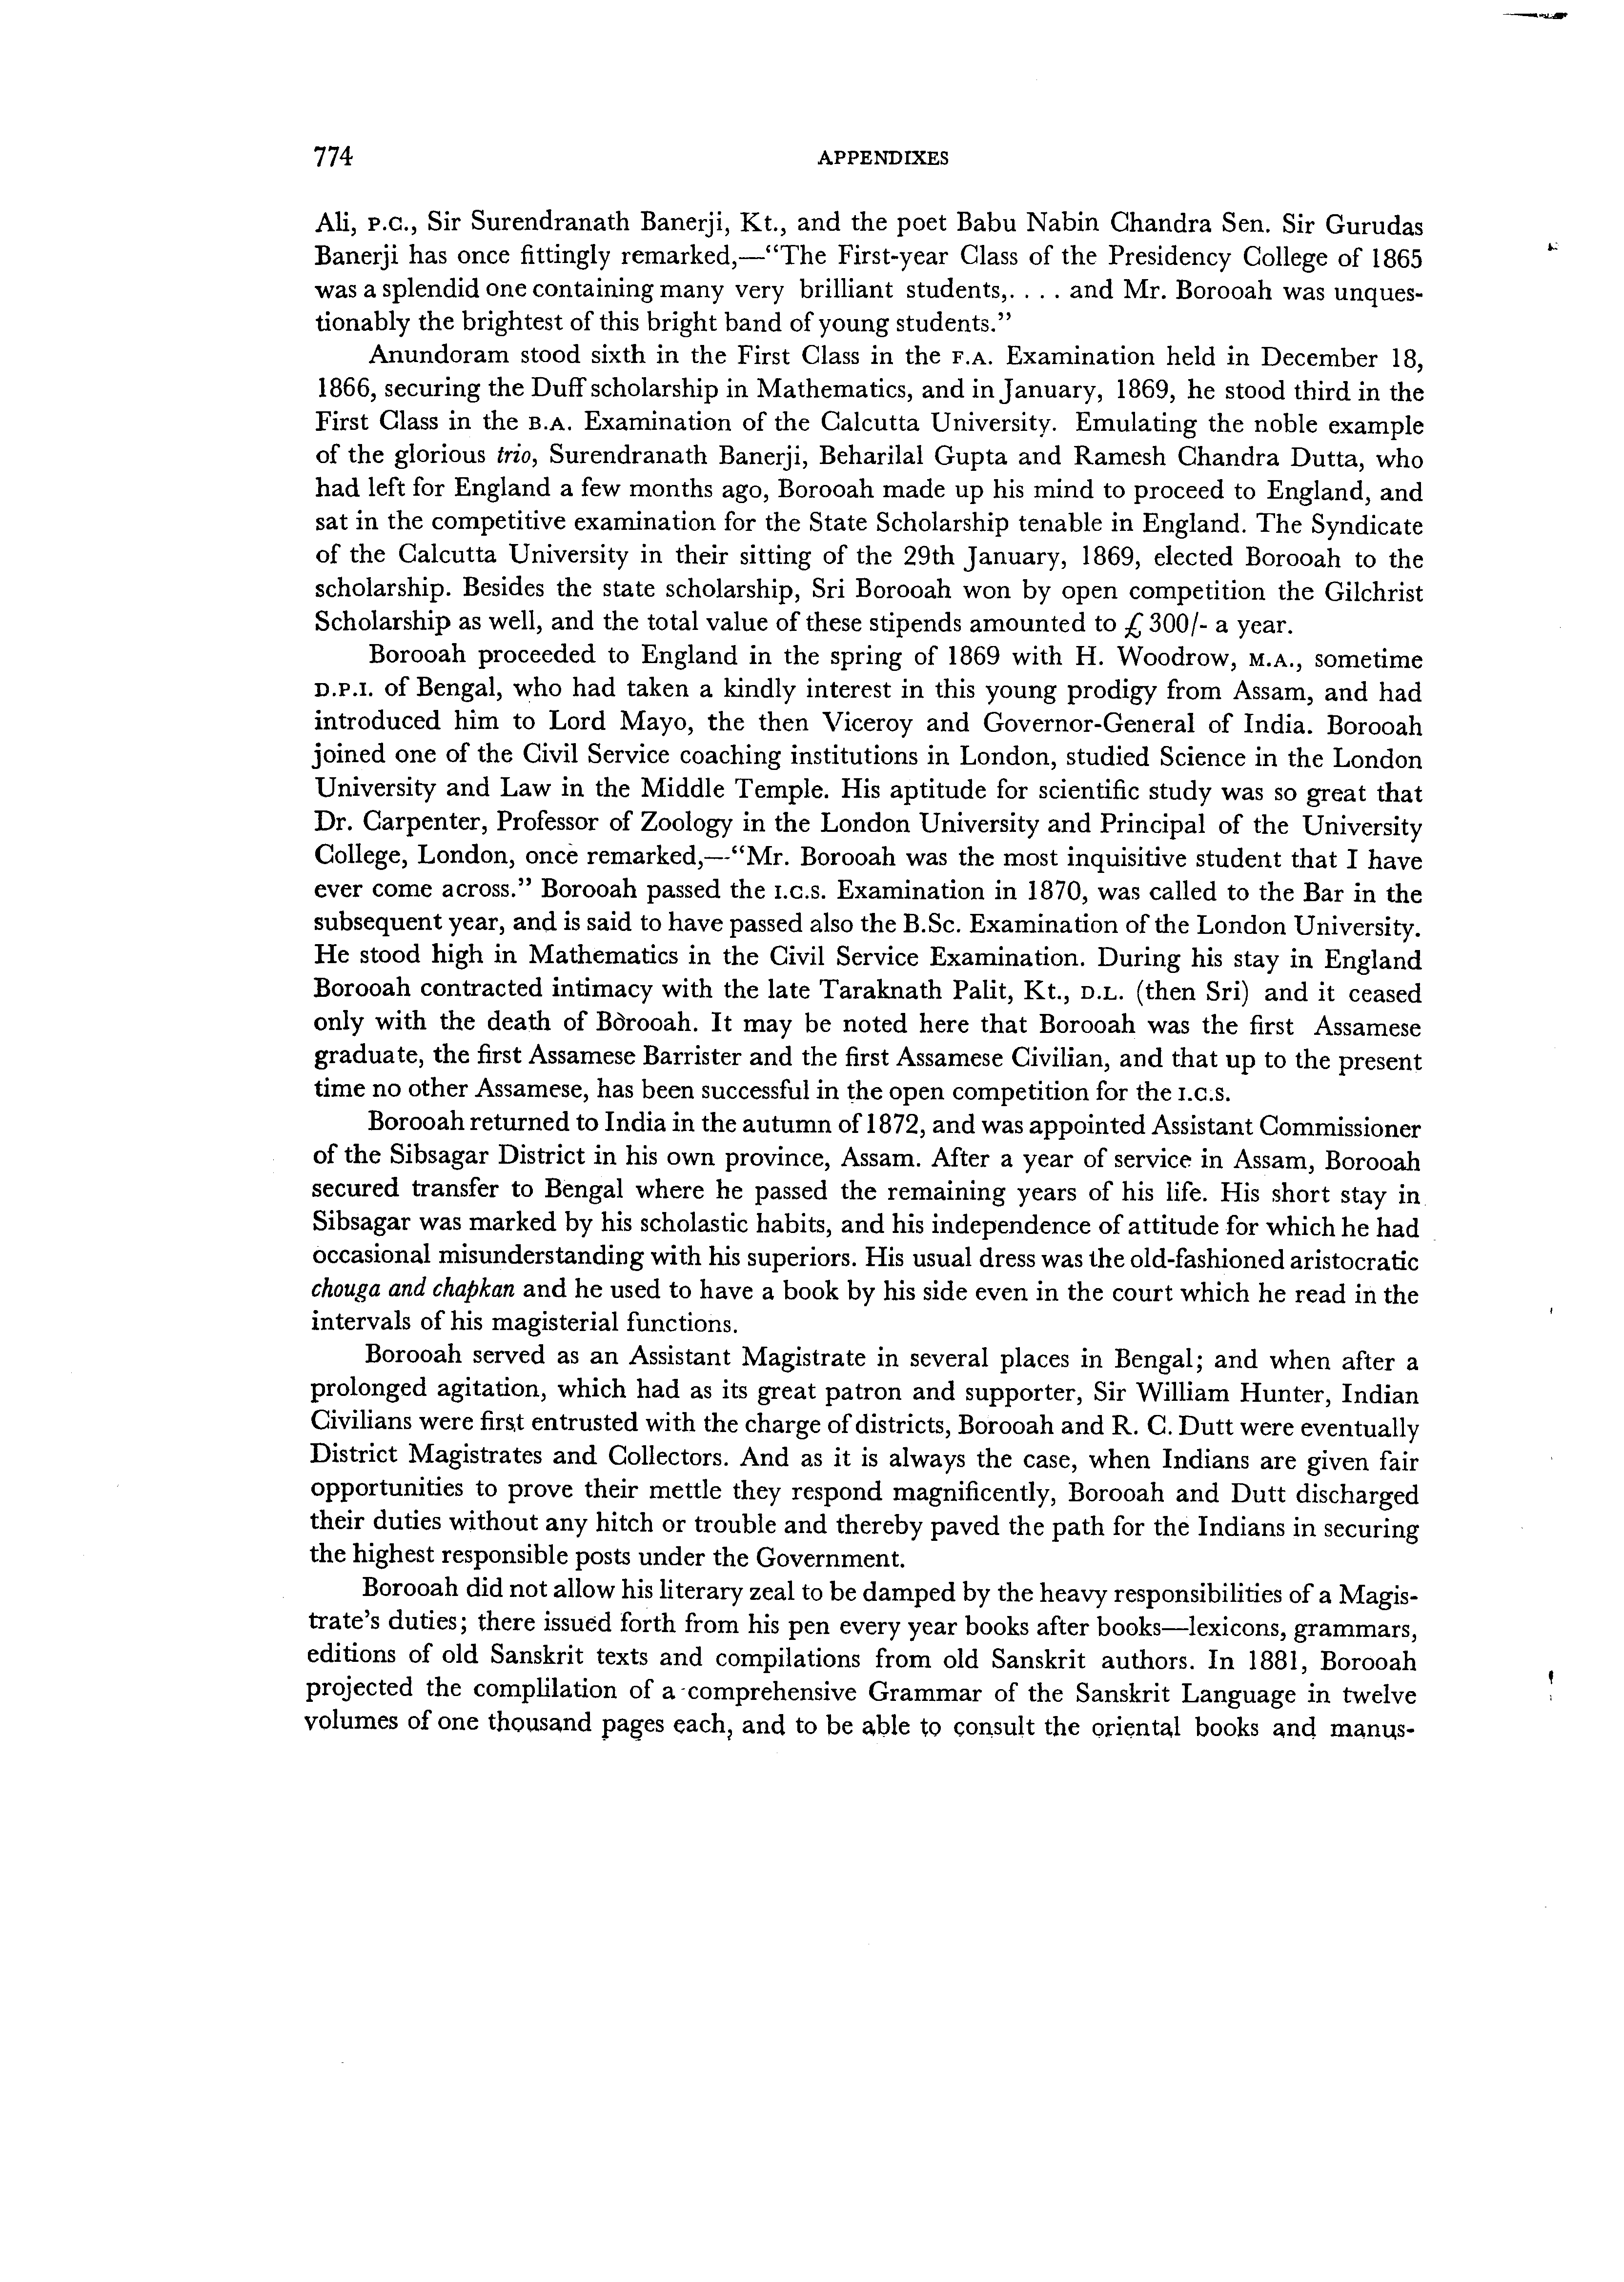 774 APPENDIXES
Ali, P.C., Sir Surendranath Banerji, Kt., and the poet Babu Nabin Chandra Sen. Sir Gurudas
Banerji has once fittingly remarked,—“The First-year Class of the Presidency College of 1865
was a splendid one containing many very brilliant students,. . . . and Mr. Borooah was unques-
tionably the brightest of this bright band of young students.”
Anundoram stood sixth in the First Class in the F.A. Examination held in December 18,
1866, securing the Duff scholarship in Mathematics, and in January, 1869, he stood third in the
First Class in the B.A. Examination of the Calcutta University. Emulating the noble example
of the glorious trio, Surendranath Banerji, Beharilal Gupta and Ramesh Chandra Dutta, who
had left for England a few months ago, Borooah made up his mind to proceed to England, and
sat in the competitive examination for the State Scholarship tenable in England. The Syndicate
of the Calcutta University in their sitting of the 29th January, 1869, elected Borooah to the
scholarship. Besides the state scholarship, Sri Borooah won by open competition the Gilchrist
Scholarship as well, and the total value of these stipends amounted to £ 300/- a year.
Borooah proceeded to England in the spring of 1869 with H. Woodrow, M.A., sometime
D.P.I. of Bengal, who had taken a kindly interest in this young prodigy from Assam, and had
introduced him to Lord Mayo, the then Viceroy and Governor-General of India. Borooah
joined one of the Civil Service coaching institutions in London, studied Science in the London
University and Law in the Middle Temple. His aptitude for scientific study was so great that
Dr. Carpenter, Professor of Zoology in the London University and Principal of the University
College, London, once remarked,—“Mr. Borooah was the most inquisitive student that I have
ever come across.” Borooah passed the I.C.S. Examination in 1870, was called to the Bar in the
subsequent year, and is said to have passed also the B.Sc. Examination of the London University.
He stood high in Mathematics in the Civil Service Examination. During his stay in England
Borooah contracted intimacy with the late Taraknath Palit, Kt., D.L. (then Sri) and it ceased
only with the death of Borooah. It may be noted here that Borooah was the first Assamese
graduate, the first Assamese Barrister and the first Assamese Civilian, and that up to the present
time no other Assamese, has been successful in the open competition for the I.C.S.
Borooah returned to India in the autumn of 1872, and was appointed Assistant Commissioner
of the Sibsagar District in his own province, Assam. After a year of service in Assam, Borooah
secured transfer to Bengal where he passed the remaining years of his life. His short stay in
Sibsagar was marked by his scholastic habits, and his independence of attitude for which he had
occasional misunderstanding with his superiors. His usual dress was the old-fashioned aristocratic
chouga and chapkan and he used to have a book by his side even in the court which he read in the
intervals of his magisterial functions.
Borooah served as an Assistant Magistrate in several places in Bengal; and when after a
prolonged agitation, which had as its great patron and supporter, Sir William Hunter, Indian
Civilians were first entrusted with the charge of districts, Borooah and R. C. Dutt were eventually
District Magistrates and Collectors. And as it is always the case, when Indians are given fair
opportunities to prove their mettle they respond magnificently, Borooah and Dutt discharged
their duties without any hitch or trouble and thereby paved the path for the Indians in securing
the highest responsible posts under the Government.
Borooah did not allow his literary zeal to be damped by the heavy responsibilities of a Magis-
trate’s duties; there issued forth from his pen every year books after books—lexicons, grammars,
editions of old Sanskrit texts and compilations from old Sanskrit authors. In 1881, Borooah
projected the complilation of a comprehensive Grammar of the Sanskrit Language in twelve
volumes of one thousand pages each, and to be able to consult the oriental books and manus-